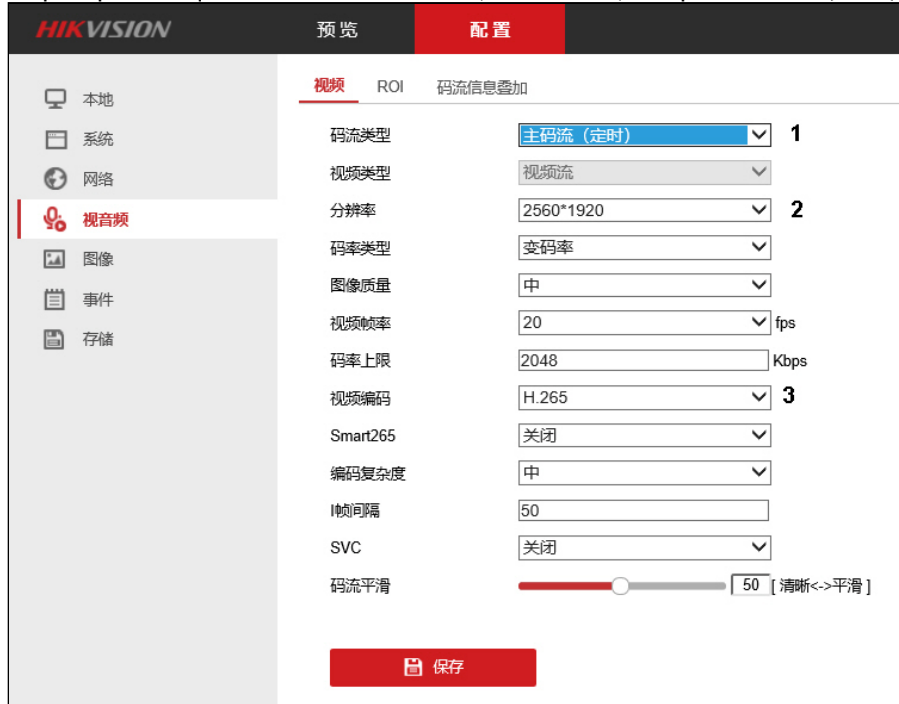 HIKVISION 预览 配置
本地
系统
网络
视音频
图像
事件
存储
视频 ROI 码流信息叠加
码流类型 主码流（定时） 1
视频类型 视频流
分辨率 2560*1920 2
码率类型 变码率
图像质量 中
视频帧率 20 fps
码率上限 2048 Kbps
视频编码 H.265 3
Smart265 关闭
编码复杂度 中
I帧间隔 50
SVC 关闭
码流平滑 50 [ 清晰<->平滑 ]
保存